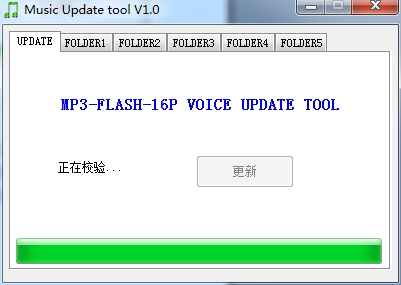 Music Update tool V1.0
UPDATE FOLDER1 FOLDER2 FOLDER3 FOLDER4 FOLDER5
MP3-FLASH-16P VOICE UPDATE TOOL
正在校验... 更新